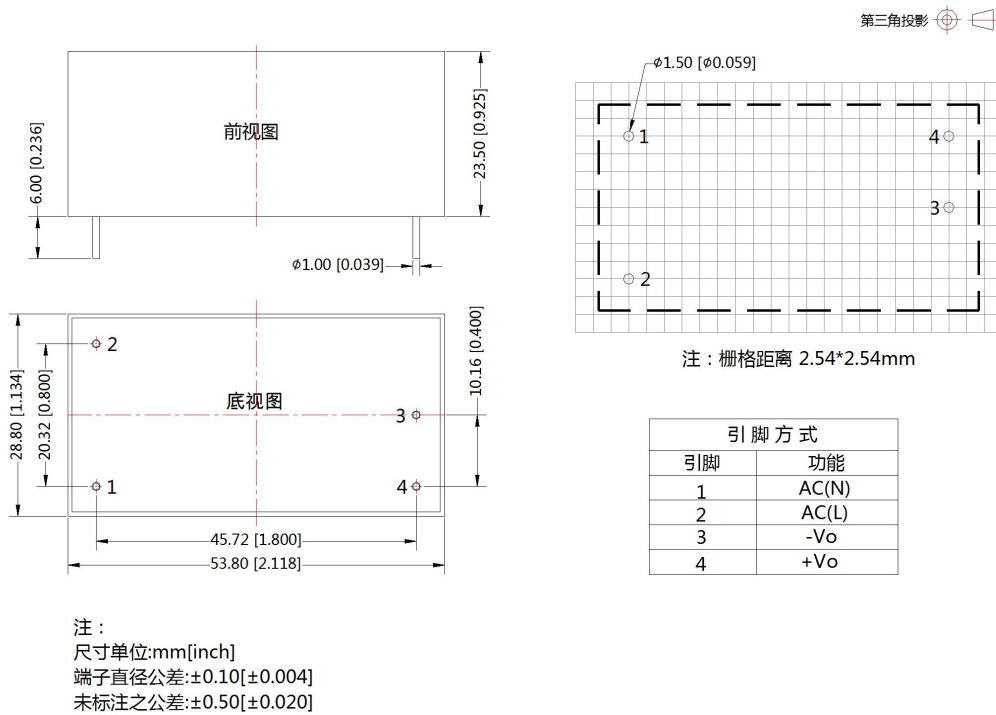 第三角投影
前视图
6.00 [0.236]
23.50 [0.925]
ø1.00 [0.039]
ø1.50 [ø0.059]
1
4
3
2
注：栅格距离 2.54*2.54mm
28.80 [1.134]
20.32 [0.800]
10.16 [0.400]
2
底视图
3
1
4
45.72 [1.800]
53.80 [2.118]
引脚方式
引脚 功能
1 AC(N)
2 AC(L)
3 -Vo
4 +Vo
注：
尺寸单位:mm[inch]
端子直径公差:±0.10[±0.004]
未标注之公差:±0.50[±0.020]